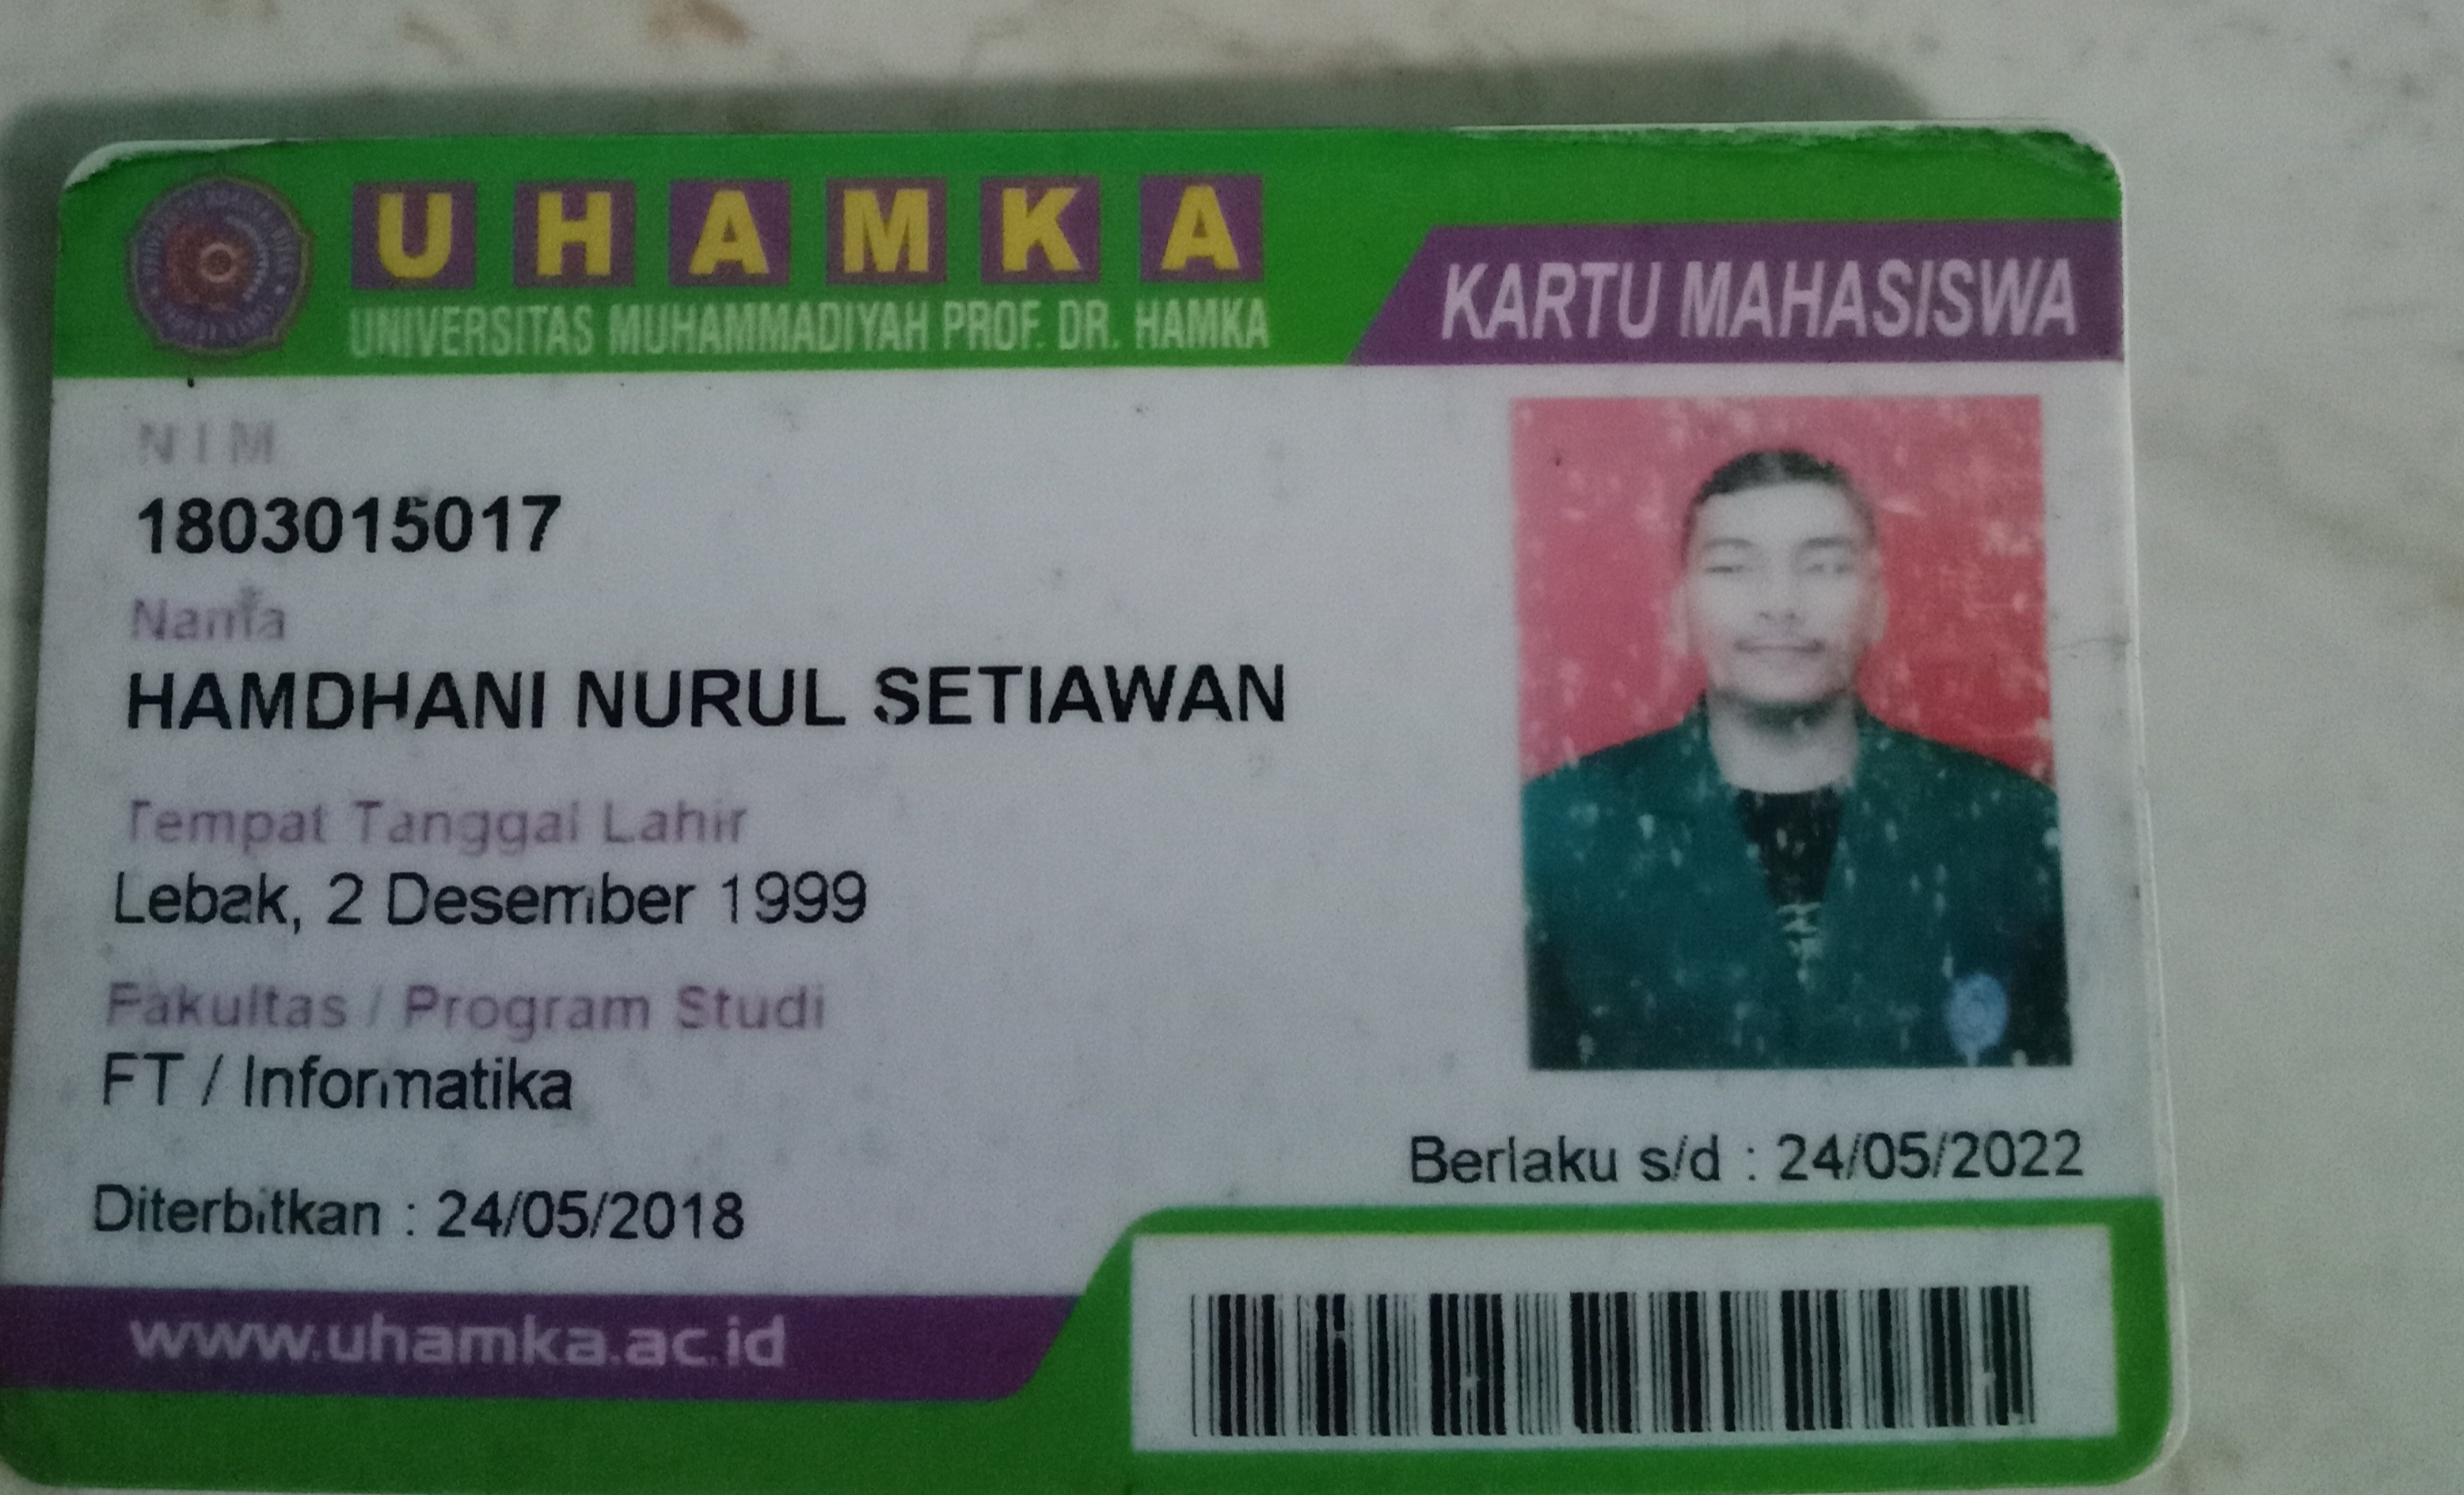 UHAMKA
UNIVERSITAS MUHAMMADIYAH PROF. DR. HAMKA
KARTU MAHASISWA
NIM
1803015017
Nama
HAMDHANI NURUL SETIAWAN
Tempat Tanggal Lahir
Lebak, 2 Desember 1999
Fakultas / Program Studi
FT / Informatika
Berlaku s/d : 24/05/2022
Diterbitkan : 24/05/2018
www.uhamka.ac.id